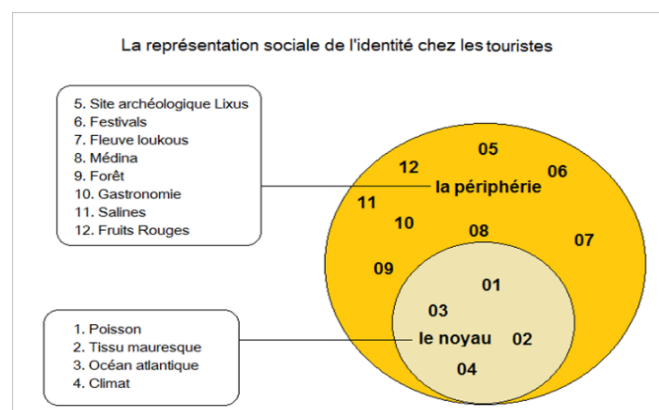 La représentation sociale de l'identité chez les touristes
5. Site archéologique Lixus
6. Festivals
7. Fleuve loukous
8. Médina
9. Forêt
10. Gastronomie
11. Salines
12. Fruits Rouges
05
12
06
la périphérie
11
10
08
07
09
01
03
le noyau
02
04
1. Poisson
2. Tissu mauresque
3. Océan atlantique
4. Climat